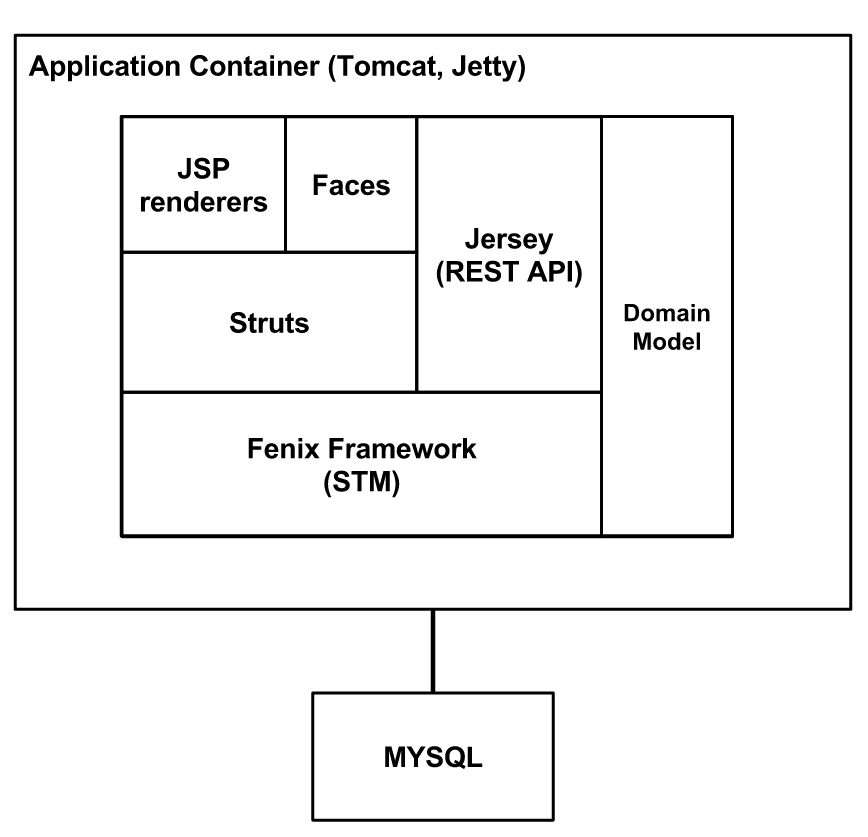 Application Container (Tomcat, Jetty)
JSP
renderers
Faces
Jersey
(REST API)
Struts
Domain
Model
Fenix Framework
(STM)
MYSQL